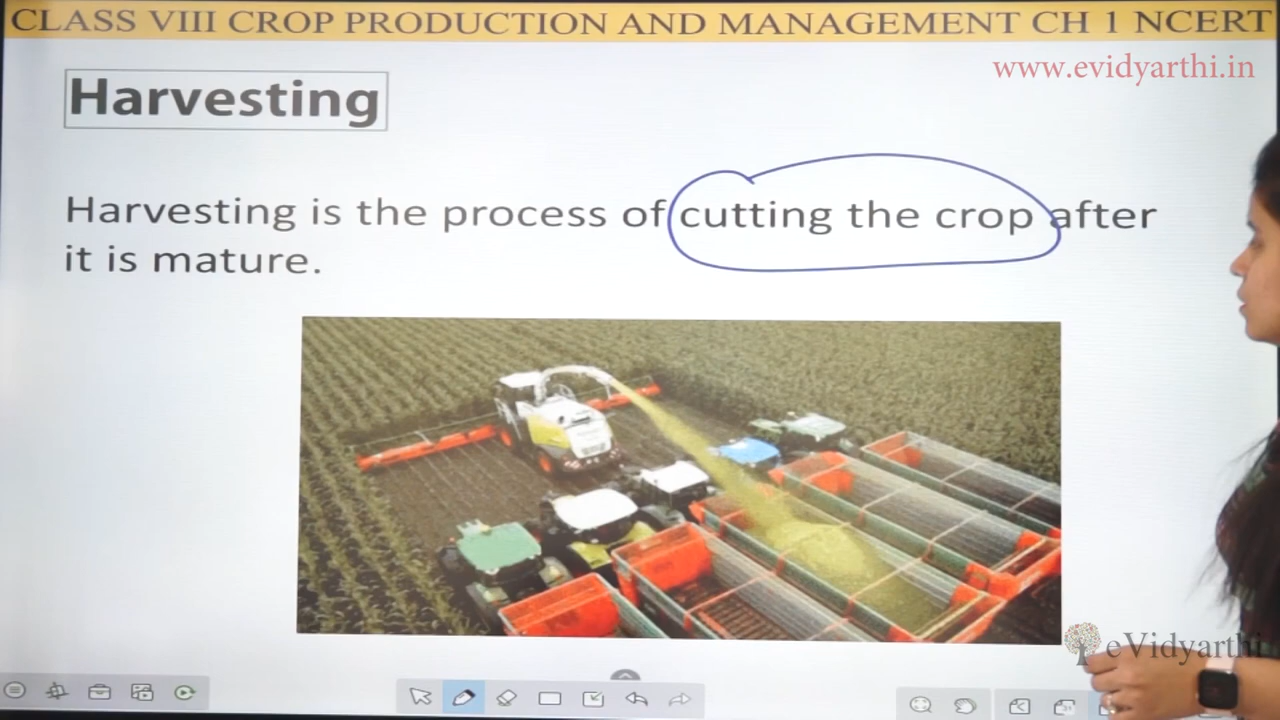 CLASS VIII CROP PRODUCTION AND MANAGEMENT CH 1 NCERT
www.evidyarthi.in
Harvesting
Harvesting is the process of cutting the crop after
it is mature.
eVidyarthi